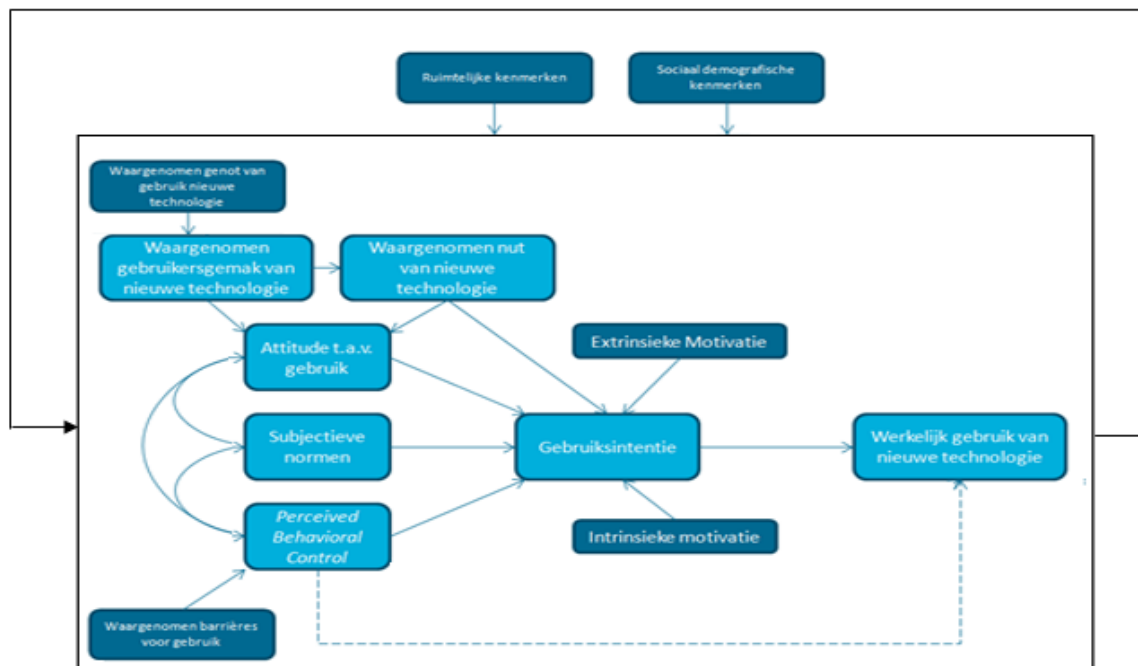 Ruimtelijke kenmerken
Sociaal demografische
kenmerken
Waargenomen genot van
gebruik nieuwe
technologie
Waargenomen
gebruikersgemak van
nieuwe technologie
Waargenomen nut
van nieuwe
technologie
Attitude t.a.v.
gebruik
Extrinsieke Motivatie
Subjectieve
normen
Gebruiksintentie
Werkelijk gebruik van
nieuwe technologie
Perceived
Behavioral
Control
Intrinsieke motivatie
Waargenomen barrières
voor gebruik